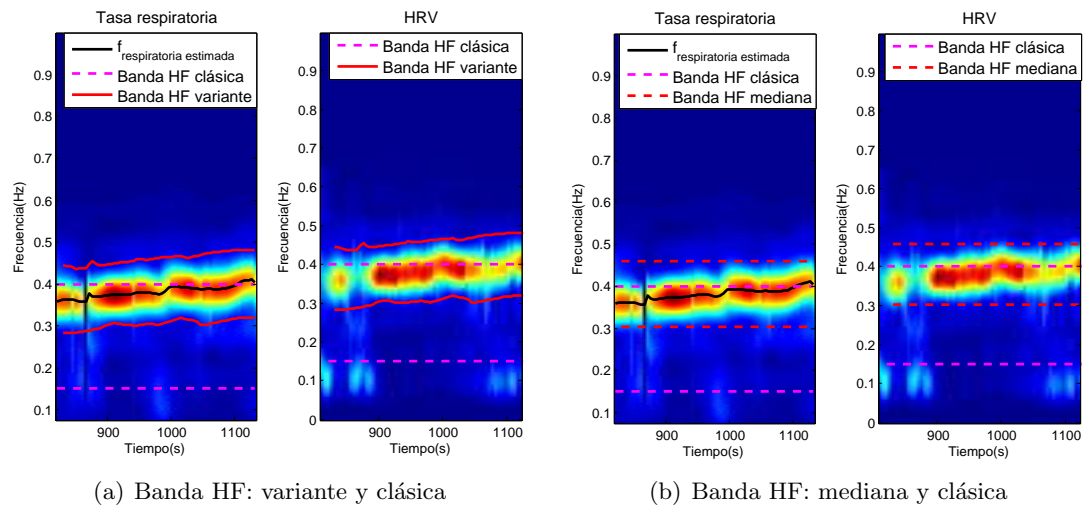 Tasa respiratoria
f respiratoria estimada
Banda HF clásica
Banda HF variante
Frecuencia(Hz)
0.9
0.8
0.7
0.6
0.5
0.4
0.3
0.2
0.1
900 1000 1100
Tiempo(s)
HRV
Banda HF clásica
Banda HF variante
Frecuencia(Hz)
0.9
0.8
0.7
0.6
0.5
0.4
0.3
0.2
0.1
0
900 1000 1100
Tiempo(s)
(a) Banda HF: variante y clásica
Tasa respiratoria
f respiratoria estimada
Banda HF clásica
Banda HF mediana
Frecuencia(Hz)
0.9
0.8
0.7
0.6
0.5
0.4
0.3
0.2
0.1
900 1000 1100
Tiempo(s)
HRV
Banda HF clásica
Banda HF mediana
Frecuencia(Hz)
0.9
0.8
0.7
0.6
0.5
0.4
0.3
0.2
0.1
0
900 1000 1100
Tiempo(s)
(b) Banda HF: mediana y clásica